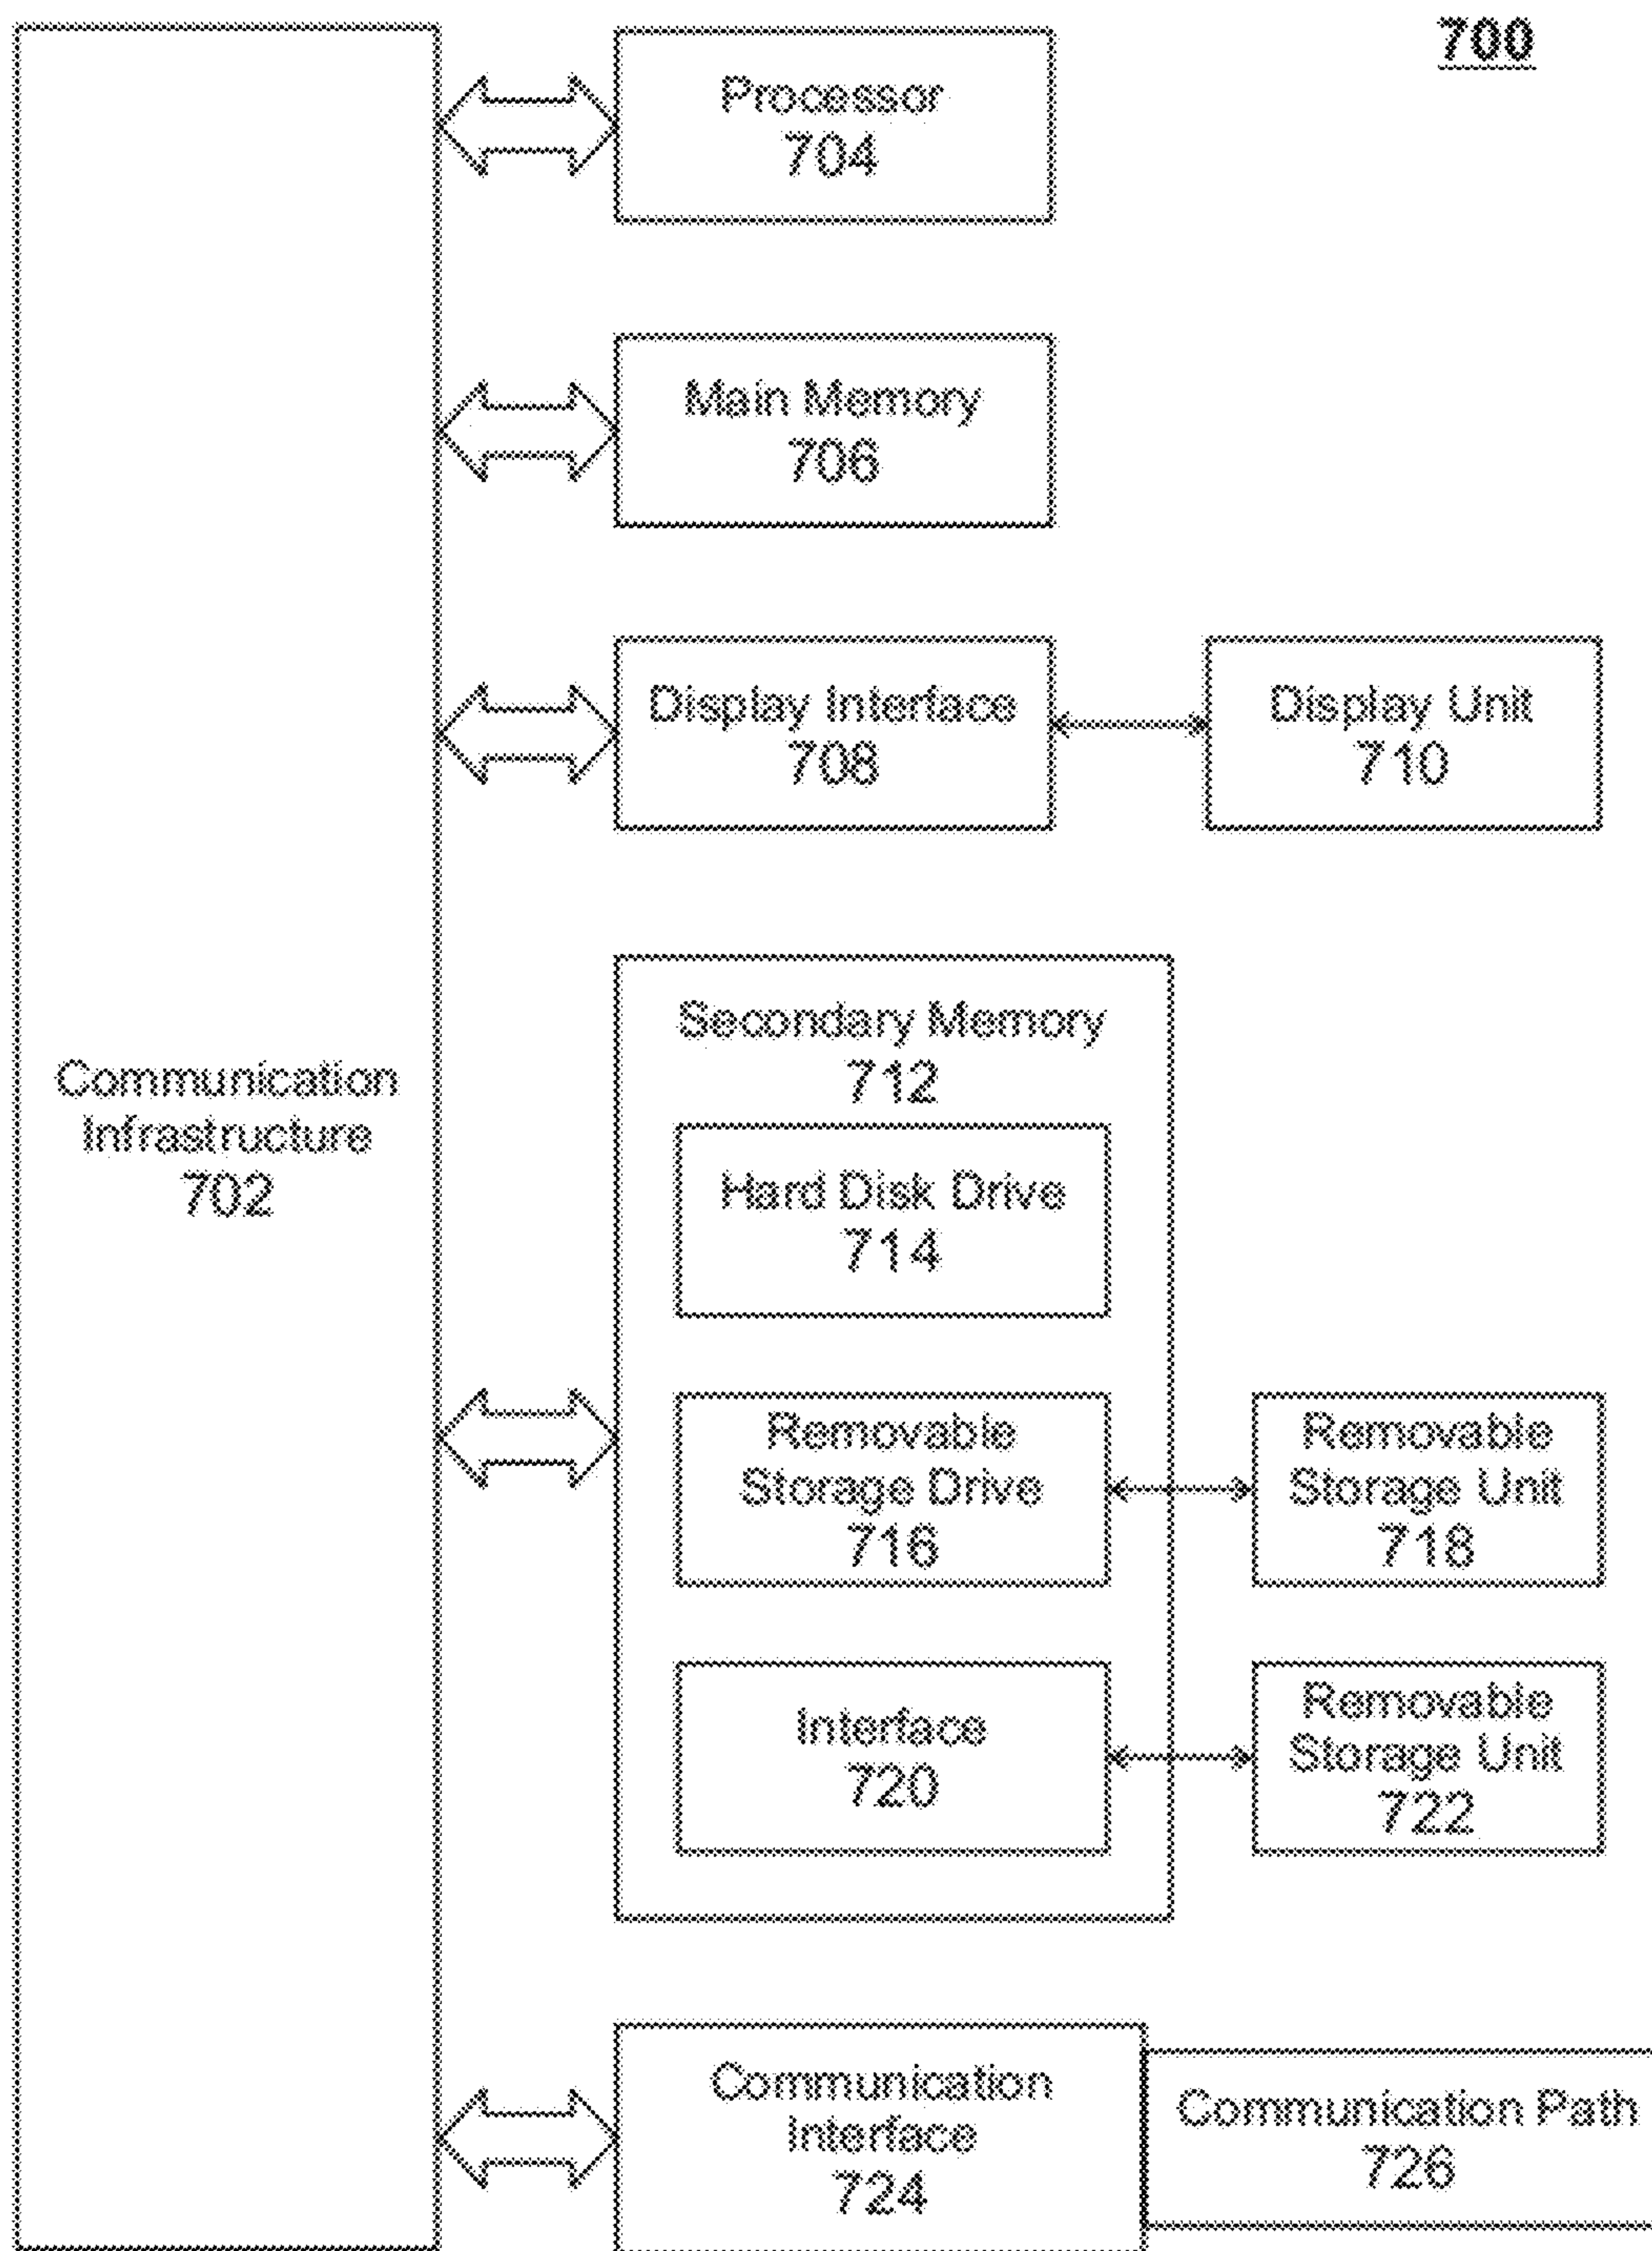 700
Processor
704
Main Memory
706
Display Interface
708
Display Unit
710
Communication
Infrastructure
702
Secondary Memory
712
Hard Disk Drive
714
Removable
Storage Drive
716
Removable
Storage Unit
718
Interface
720
Removable
Storage Unit
722
Communication
Interface
724
Communication Path
726